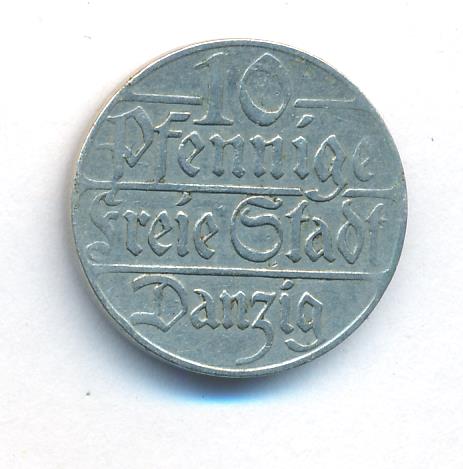 10
Pfennige
Freie Stadt
Danzig